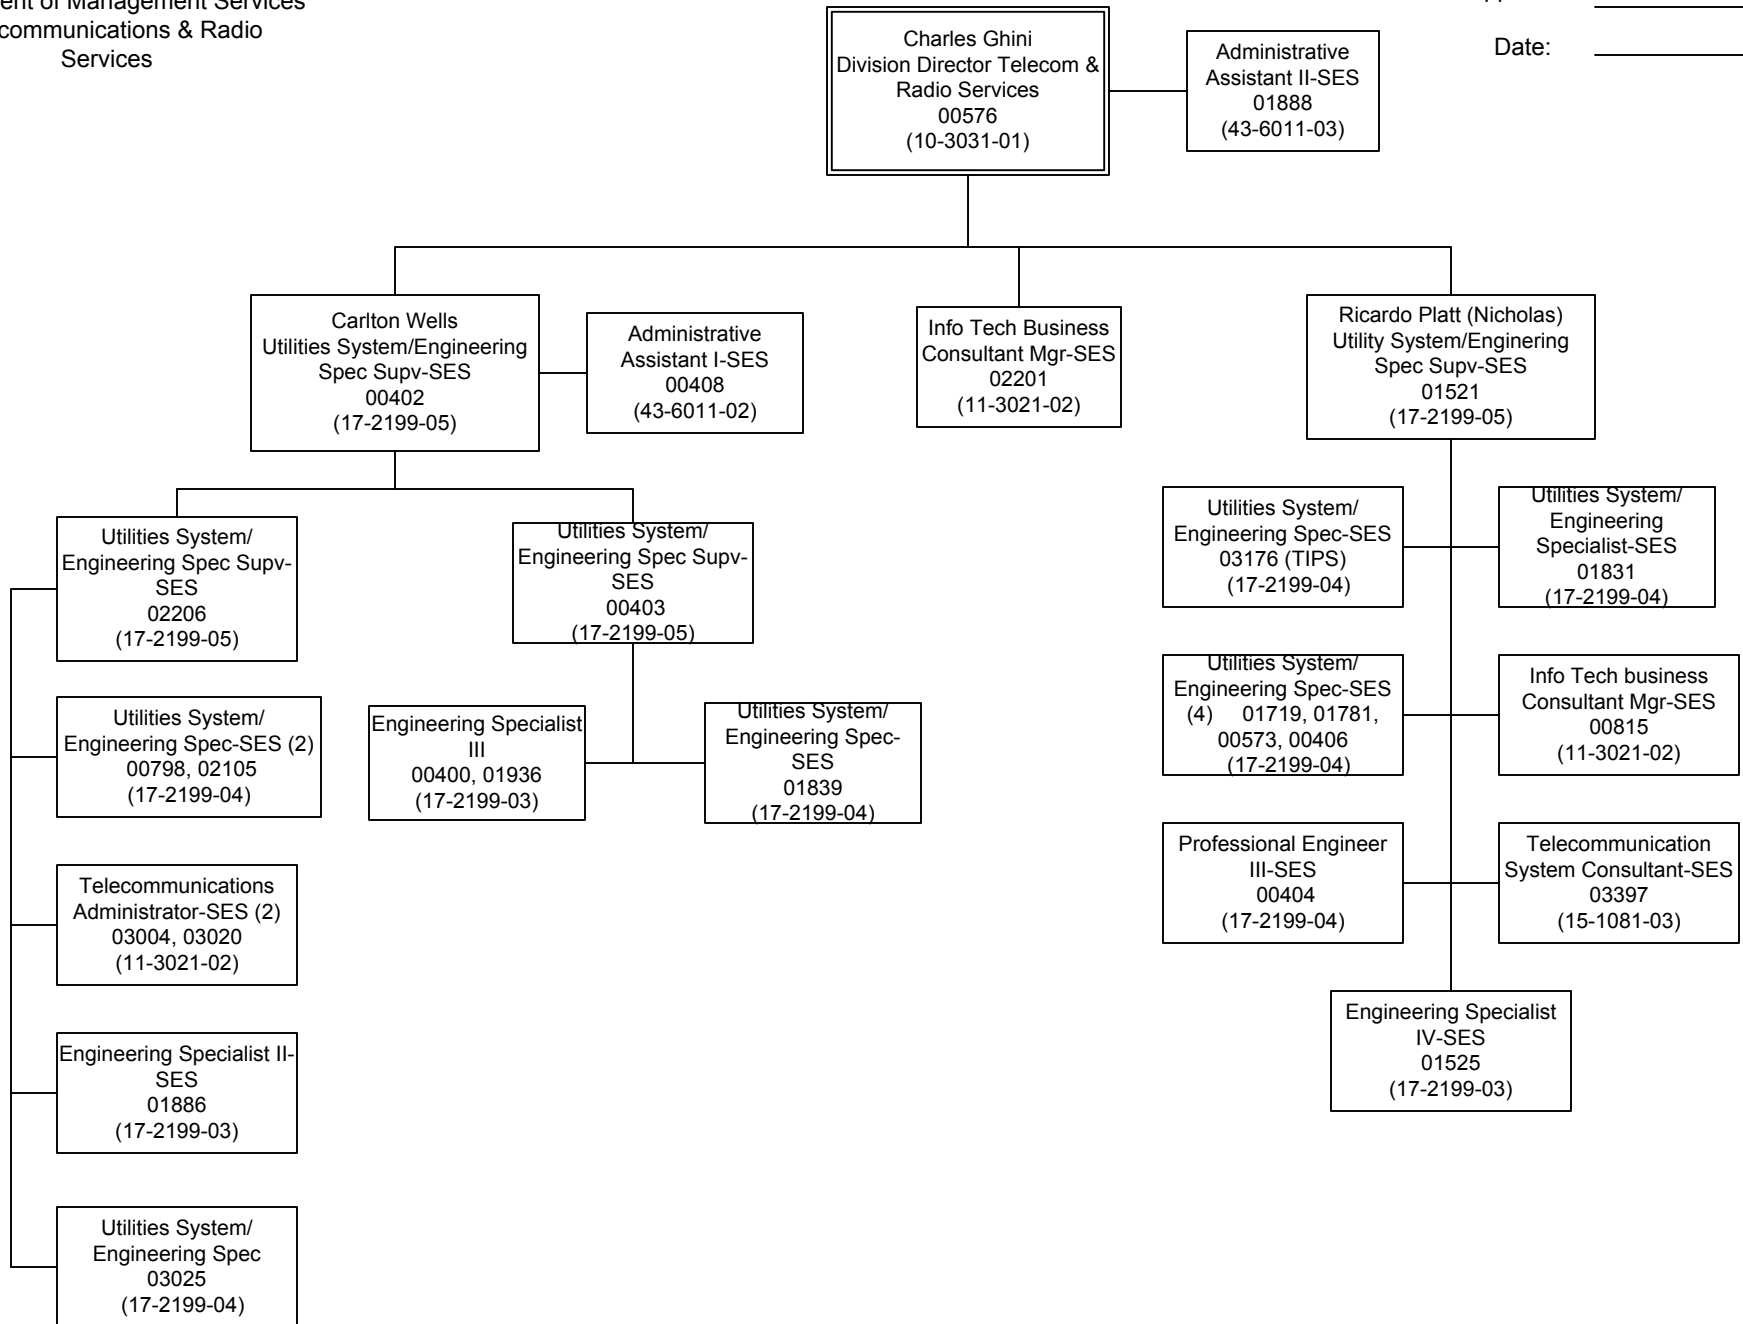 of Management Services
& Radio
Services
Date:
Charles Ghini
Division Director Telecom &
Radio Services
00576
(10-3031-01)
Administrative
Assistant II-SES
01888
(43-6011-03)
Carlton Wells
Utilities System/Engineering
Spec Supv-SES
00402
(17-2199-05)
Administrative
Assistant I-SES
00408
(43-6011-02)
Info Tech Business
Consultant Mgr-SES
02201
(11-3021-02)
Ricardo Platt (Nicholas)
Utility System/Enginering
Spec Supv-SES
01521
(17-2199-05)
Utilities System/
Engineering Spec Supv-
SES
02206
(17-2199-05)
Utilities System/
Engineering Spec Supv-
SES
00403
(17-2199-05)
Utilities System/
Engineering Spec-SES
03176 (TIPS)
(17-2199-04)
Utilities System/
Engineering
Specialist-SES
01831
(17-2199-04)
Utilities System/
Engineering Spec-SES (2)
00798, 02105
(17-2199-04)
Engineering Specialist
III
00400, 01936
(17-2199-03)
Utilities System/
Engineering Spec-
SES
01839
(17-2199-04)
Utilities System/
Engineering Spec-SES
(4) 01719, 01781,
00573, 00406
(17-2199-04)
Info Tech business
Consultant Mgr-SES
00815
(11-3021-02)
Telecommunications
Administrator-SES (2)
03004, 03020
(11-3021-02)
Professional Engineer
III-SES
00404
(17-2199-04)
Telecommunication
System Consultant-SES
03397
(15-1081-03)
Engineering Specialist II-
SES
01886
(17-2199-03)
Engineering Specialist
IV-SES
01525
(17-2199-03)
Utilities System/
Engineering Spec
03025
(17-2199-04)